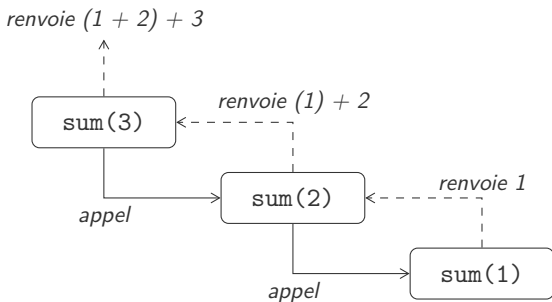 renvoie (1 + 2) + 3
sum(3)
renvoie (1) + 2
appel
sum(2)
renvoie 1
appel
sum(1)